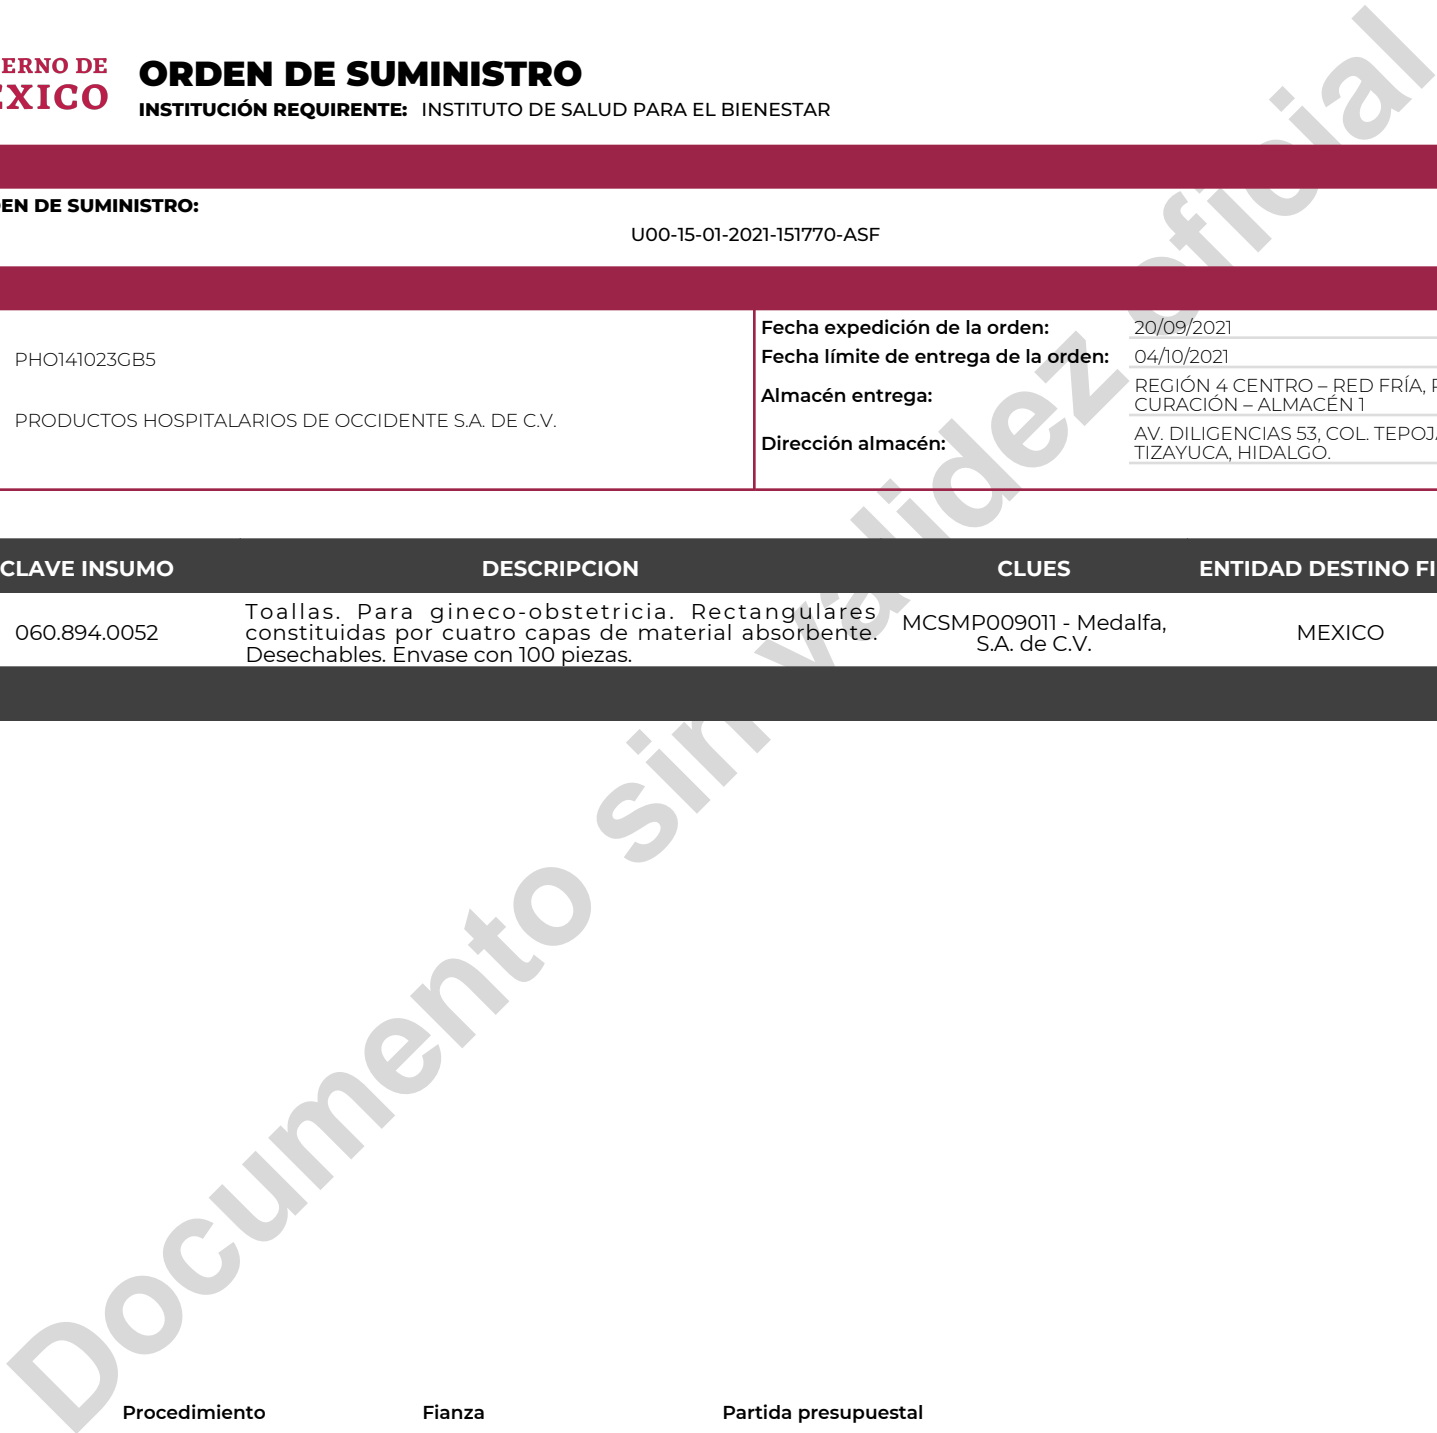 ERNO DE
ÉXICO
ORDEN DE SUMINISTRO
INSTITUCIÓN REQUIRENTE: INSTITUTO DE SALUD PARA EL BIENESTAR
EN DE SUMINISTRO:
U00-15-01-2021-151770-ASF
PHO141023GB5
PRODUCTOS HOSPITALARIOS DE OCCIDENTE S.A. DE C.V.
Fecha expedición de la orden: 20/09/2021
Fecha límite de entrega de la orden: 04/10/2021
Almacén entrega: REGIÓN 4 CENTRO – RED FRÍA,
CURACIÓN – ALMACÉN 1
Dirección almacén: AV. DILIGENCIAS 53, COL. TEPOJA
TIZAYUCA, HIDALGO.
CLAVE INSUMO DESCRIPCION CLUES ENTIDAD DESTINO FI
060.894.0052
Toallas. Para gineco-obstetricia. Rectangulares
constituidas por cuatro capas de material absorbente.
Desechables. Envase con 100 piezas.
MCSMP009011 - Medalfa,
S.A. de C.V.
MEXICO
Documento sin validez oficial
Procedimiento Fianza Partida presupuestal